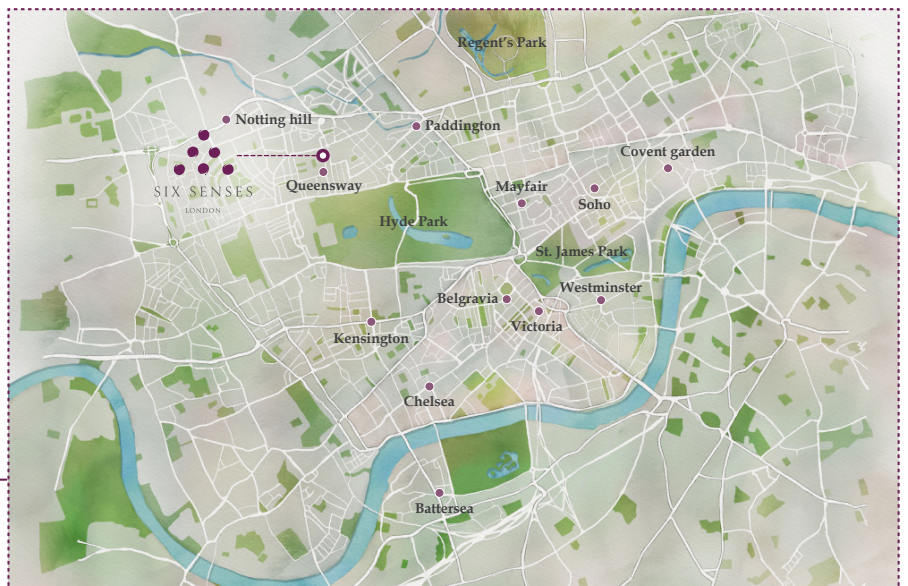 Regent's Park
Notting hill
Paddington
Covent garden
SIX SENSES
LONDON
Queensway
Mayfair
Soho
Hyde Park
St. James Park
Westminster
Belgravia
Victoria
Kensington
Chelsea
Battersea